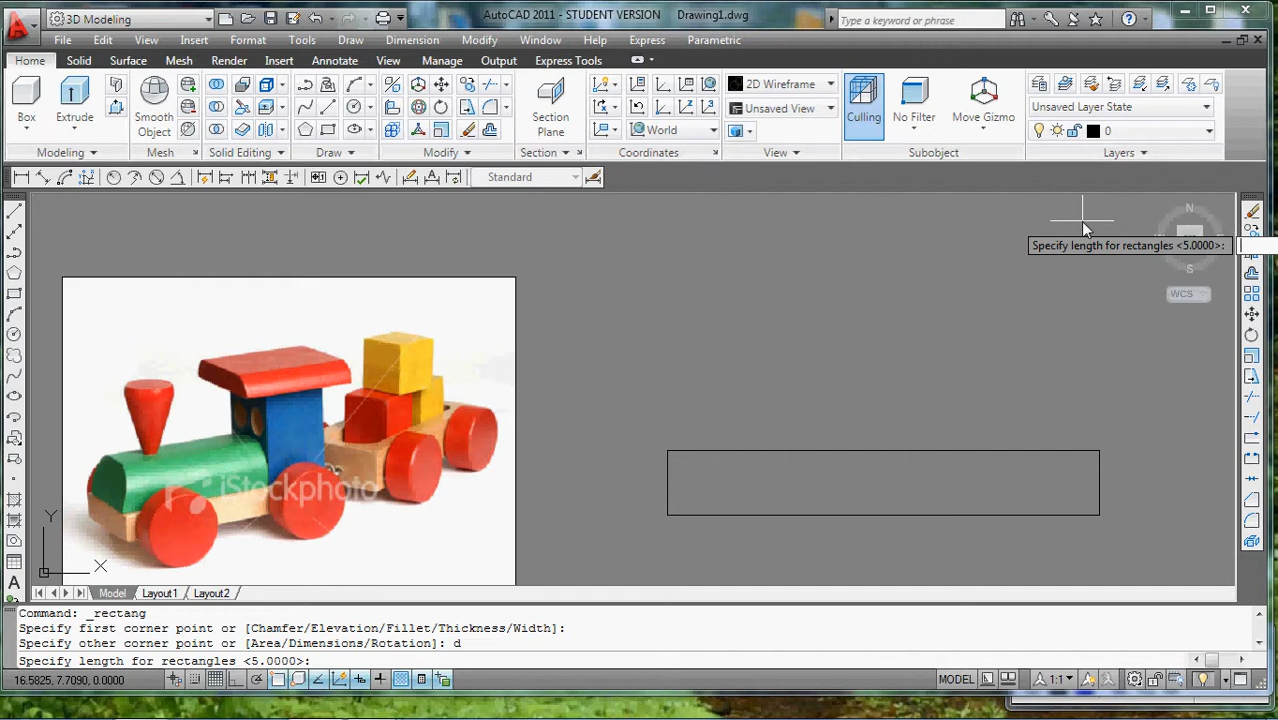 3D Modeling
AutoCAD 2011 - STUDENT VERSION Drawing1.dwg
Type a keyword or phrase
File Edit View Insert Format Tools Draw Dimension Modify Window Help Express Parametric
Home Solid Surface Mesh Render Insert Annotate View Manage Output Express Tools
2D Wireframe
Unsaved Layer State
Unsaved View
Box Extrude Smooth Object Section Plane World Culling No Filter Move Gizmo 0
Modeling Mesh Solid Editing Draw Modify Section Coordinates View Subobject Layers
Standard
N
Specify length for rectangles <5.0000>:
S
WCS
iStockphoto
Y
X
A
Model Layout1 Layout2
Command: _rectang
Specify first corner point or [Chamfer/Elevation/Fillet/Thickness/Width]:
Specify other corner point or [Area/Dimensions/Rotation]: d
Specify length for rectangles <5.0000>:
16.5825, 7.7090, 0.0000 MODEL 1:1